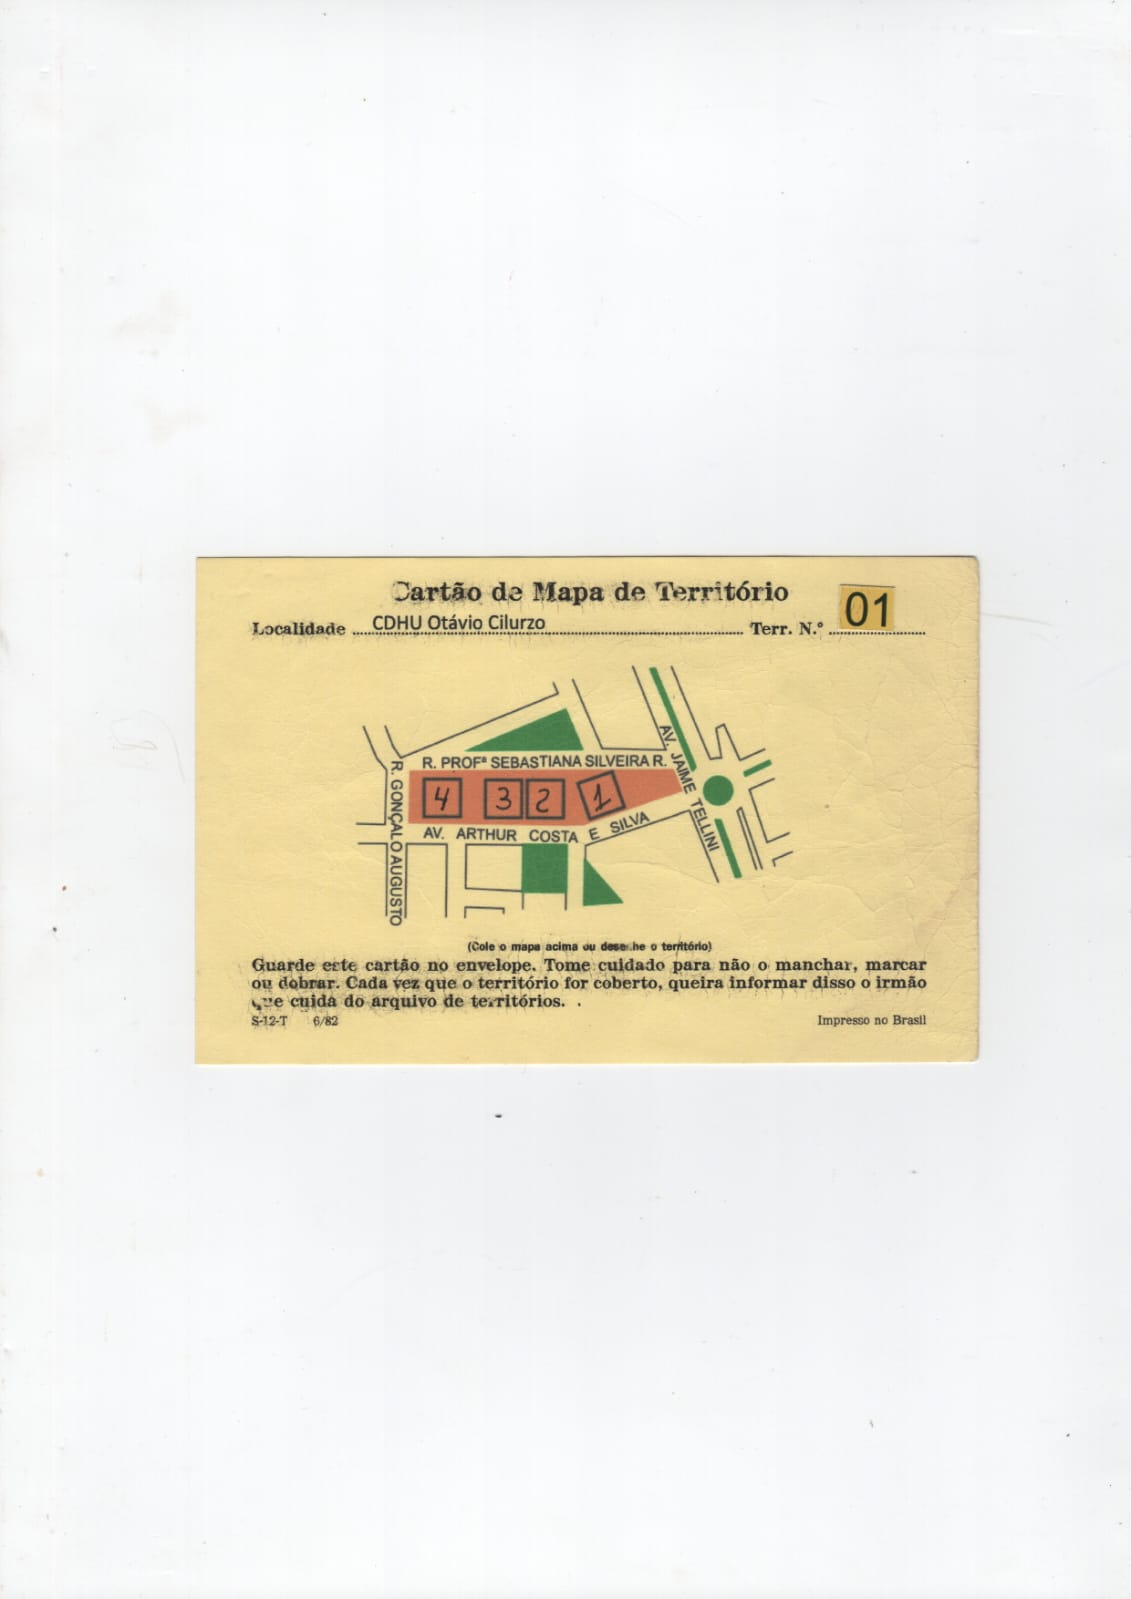 Cartão de Mapa de Território
Localidade CDHU Otávio Cilurzo Terr. N.º 01
AV. JAIME TELLINI
R. PROFª SEBASTIANA SILVEIRA R.
R. GONÇALO AUGUSTO
4 3 2 1
AV. ARTHUR COSTA E SILVA
(Cole o mapa acima ou desenhe o território)
Guarde este cartão no envelope. Tome cuidado para não o manchar, marcar
ou dobrar. Cada vez que o território for coberto, queira informar disso o irmão
que cuida do arquivo de territórios.
S-12-T 6/82 Impresso no Brasil